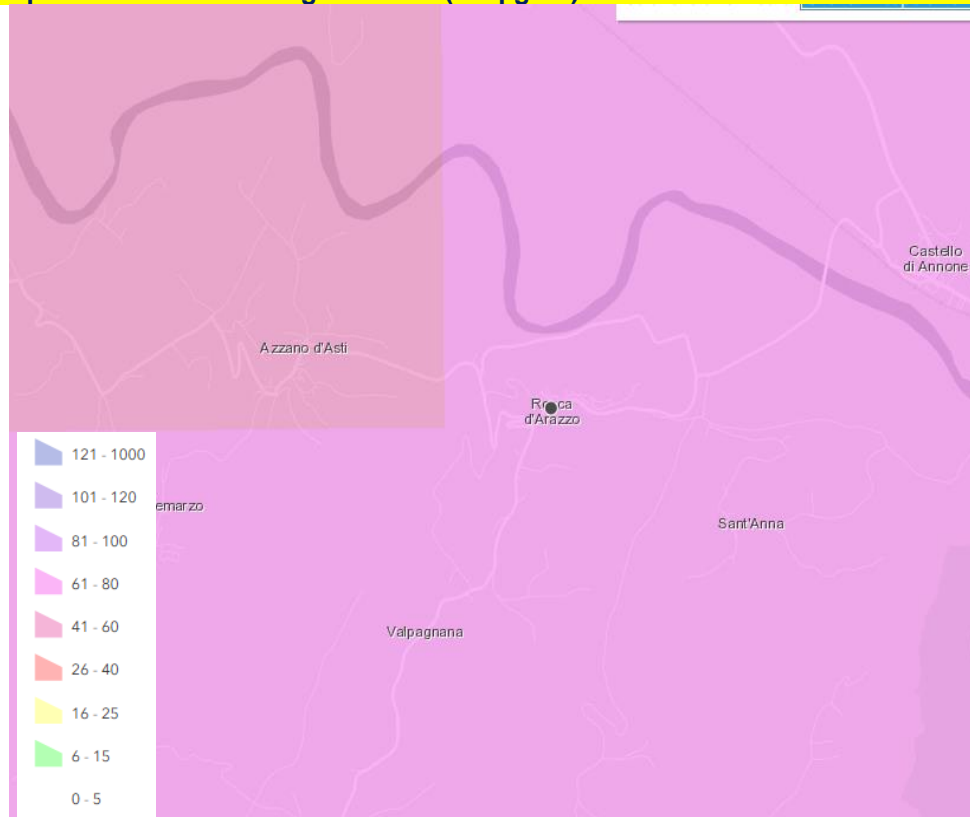 Castello
di Annone
Azzano d'Asti
d'Arazzo
121 - 1000
101 - 120
81 - 100
61 - 80
41 - 60
26 - 40
16 - 25
6 - 15
0 - 5
emarzo
Sant'Anna
Valpagnana